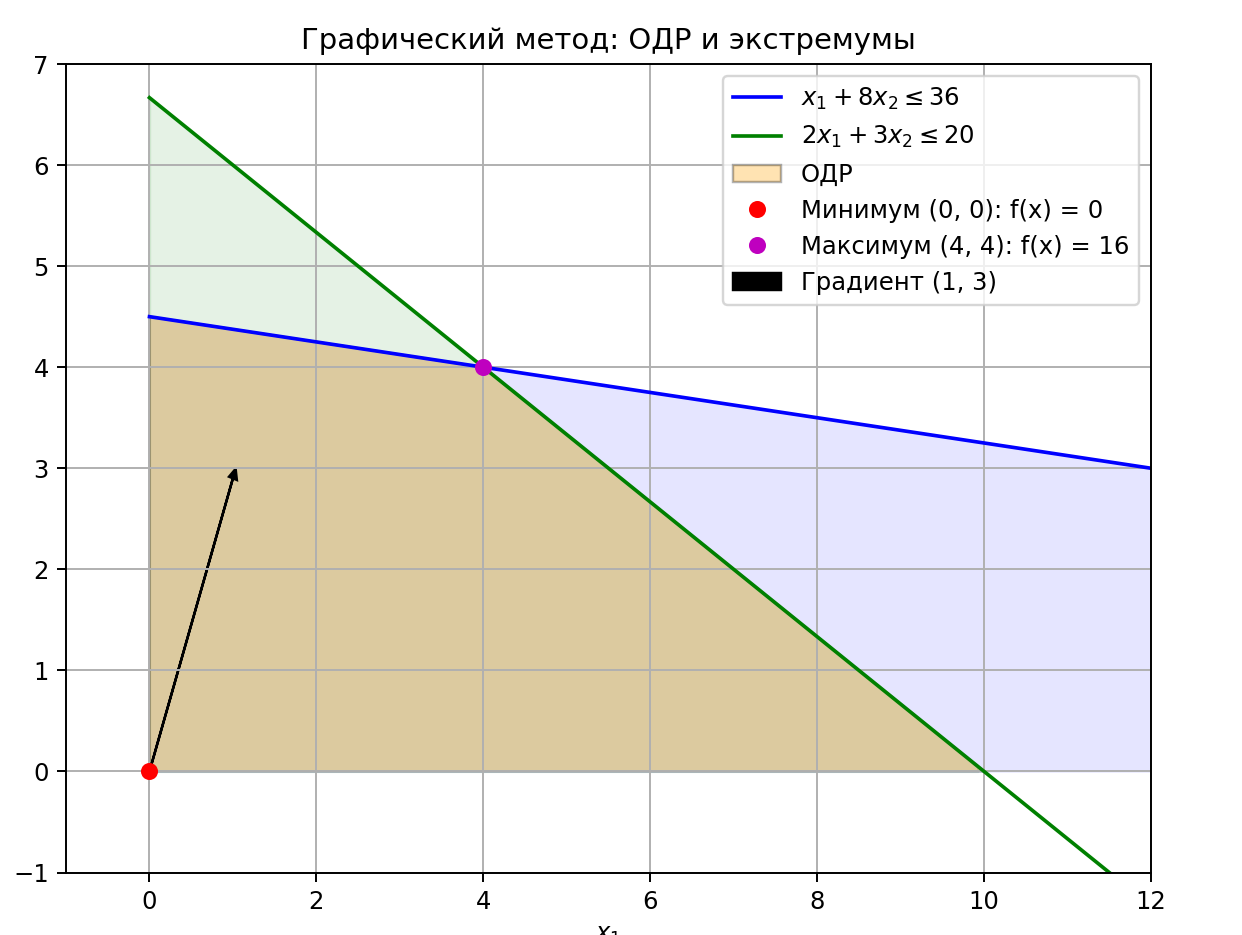 Графический метод: ОДР и экстремумы
7
6
5
4
3
2
1
0
−1
x₁ + 8x₂ ≤ 36
2x₁ + 3x₂ ≤ 20
ОДР
Минимум (0, 0): f(x) = 0
Максимум (4, 4): f(x) = 16
Градиент (1, 3)
0 2 4 6 8 10 12
x₁